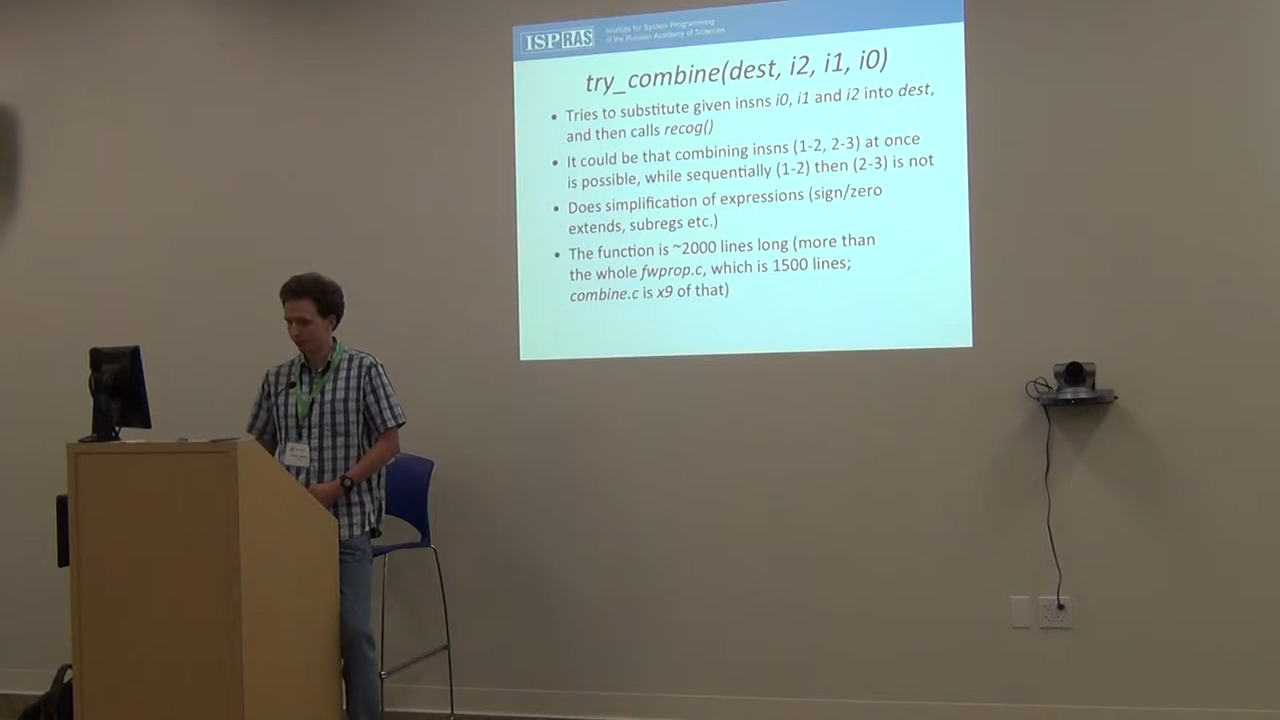 ISPRAS
Institute for System Programming
of the Russian Academy of Sciences
try_combine(dest, i2, i1, i0)
• Tries to substitute given insns i0, i1 and i2 into dest,
and then calls recog()
• It could be that combining insns (1-2, 2-3) at once
is possible, while sequentially (1-2) then (2-3) is not
• Does simplification of expressions (sign/zero
extends, subregs etc.)
• The function is ~2000 lines long (more than
the whole fwprop.c, which is 1500 lines;
combine.c is x9 of that)